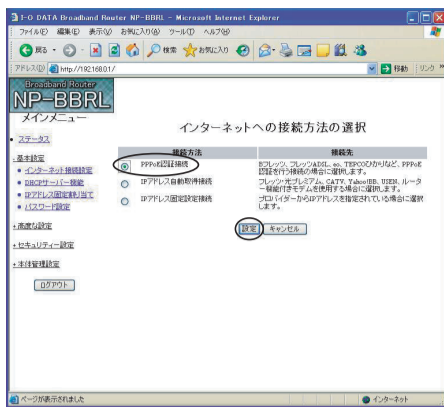 I-O DATA Broadband Router NP-BBRL - Microsoft Internet Explorer
ファイル(F) 編集(E) 表示(V) お気に入り(A) ツール(T) ヘルプ(H)
戻る 検索 お気に入り
アドレス(D) http://192.168.0.1/ 移動 リンク »
Broadband Router
NP-BBRL
メインメニュー
ステータス
-基本設定
インターネット接続設定
DHCPサーバー機能
IPアドレス固定割り当て
パスワード設定
+高度な設定
+セキュリティー設定
+本体管理設定
ログアウト
インターネットへの接続方法の選択
接続方法 接続先
PPPoE認証接続 Bフレッツ、フレッツADSL、eo、TEPCOひかりなど、PPPoE
認証を行う接続の場合に選択します。
IPアドレス自動取得接続 フレッツ・光プレミアム、CATV、Yahoo!BB、USEN、ルータ
ー機能付きモデムを使用する場合に選択します。
IPアドレス固定設定接続 プロバイダーからIPアドレスを指定されている場合に選択
します。
設定 キャンセル
ページが表示されました インターネット